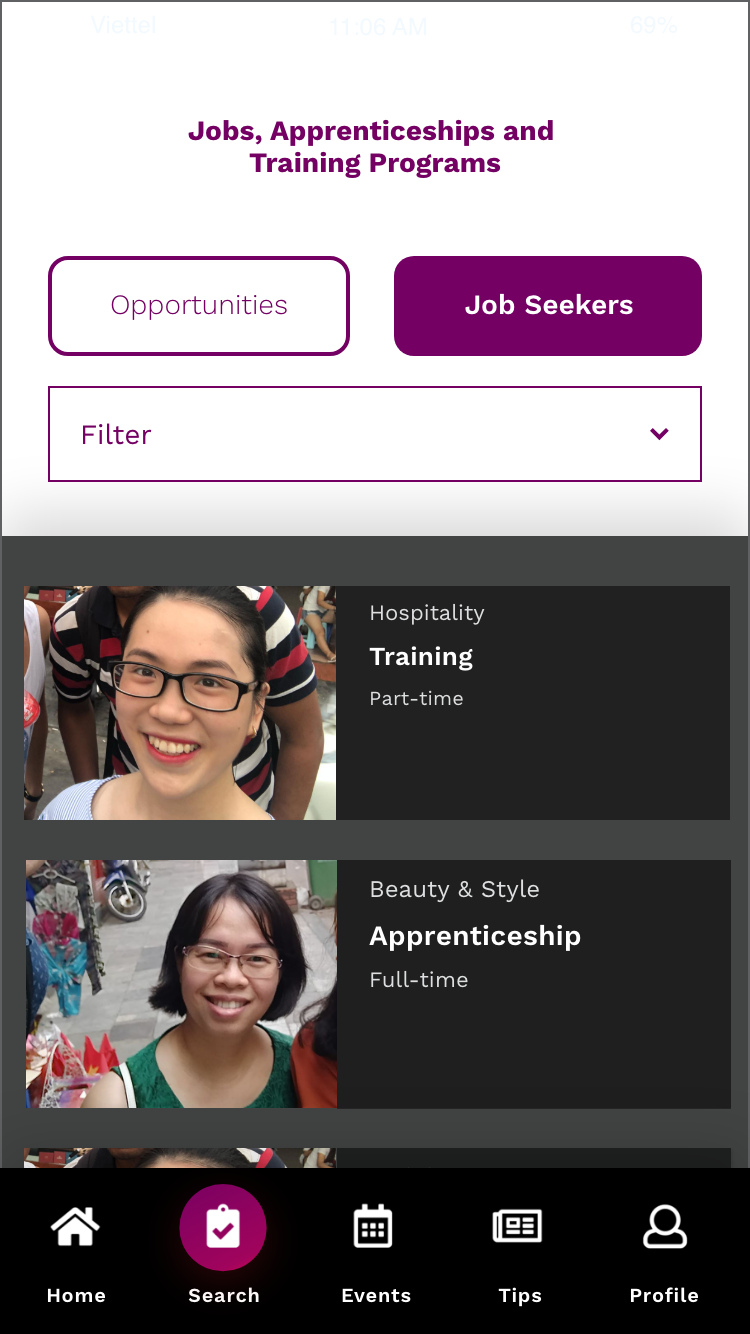 Viettel 11:06 AM 69%
Jobs, Apprenticeships and
Training Programs
Opportunities Job Seekers
Filter
Hospitality
Training
Part-time
Beauty & Style
Apprenticeship
Full-time
Home Search Events Tips Profile